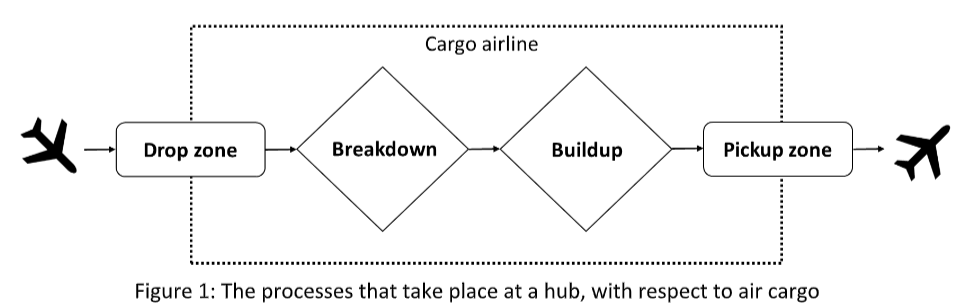 Cargo airline
Drop zone
Breakdown
Buildup
Pickup zone
Figure 1: The processes that take place at a hub, with respect to air cargo